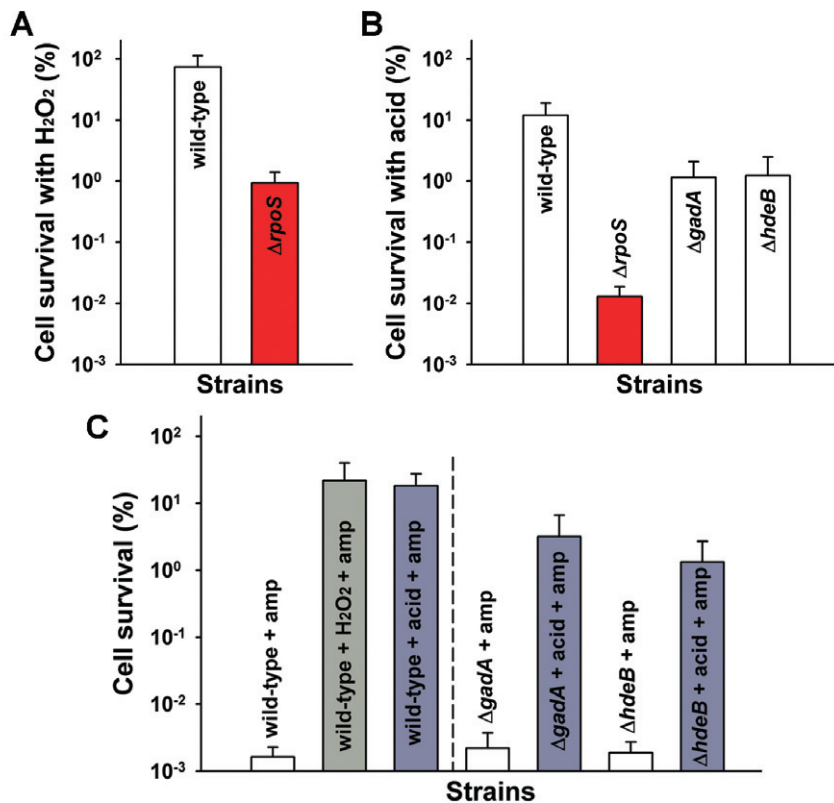 A
Cell survival with H₂O₂ (%)
10²
10¹
10⁰
10⁻¹
10⁻²
10⁻³
wild-type
ΔrpoS
Strains
B
Cell survival with acid (%)
10²
10¹
10⁰
10⁻¹
10⁻²
10⁻³
wild-type
ΔrpoS
ΔgadA
ΔhdeB
Strains
C
Cell survival (%)
10²
10¹
10⁰
10⁻¹
10⁻²
10⁻³
wild-type + amp
wild-type + H₂O₂ + amp
wild-type + acid + amp
ΔgadA + amp
ΔgadA + acid + amp
ΔhdeB + amp
ΔhdeB + acid + amp
Strains